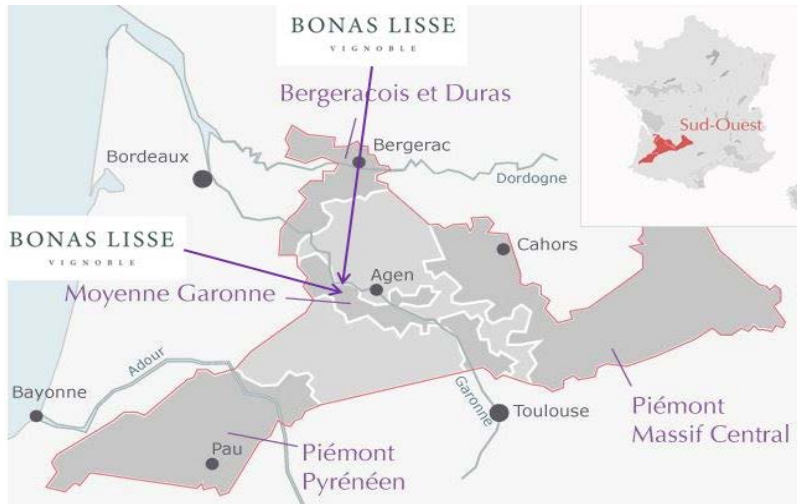 BONAS LISSE
VIGNOBLE
Bergeracois et Duras
Sud-Ouest
Bordeaux
Bergerac
Dordogne
BONAS LISSE
VIGNOBLE
Cahors
Agen
Moyenne Garonne
Adour
Bayonne
Garonne
Toulouse
Piémont
Massif Central
Pau
Piémont
Pyrénéen